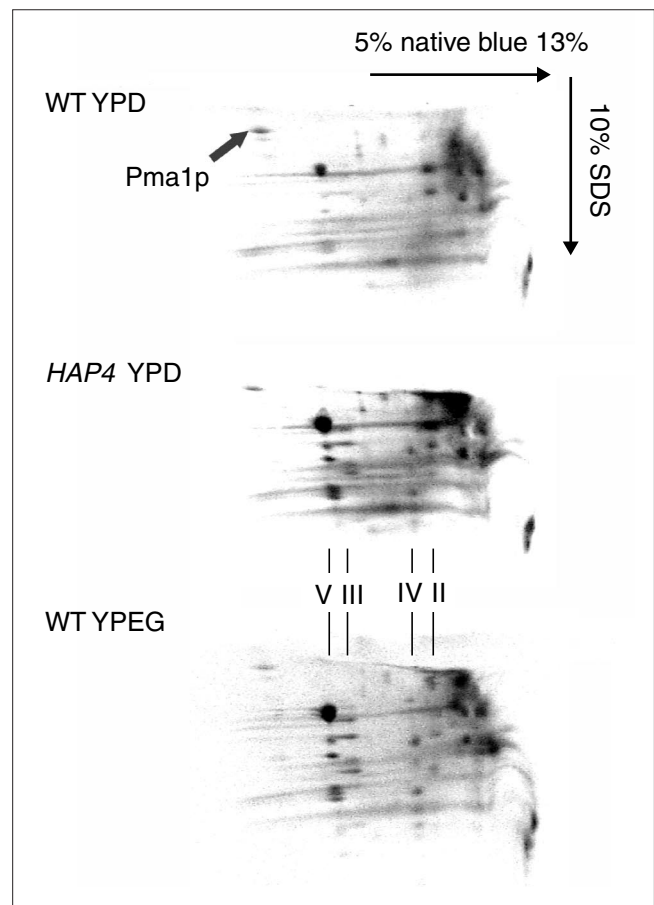 5% native blue 13%
WT YPD
10% SDS
Pma1p
HAP4 YPD
V III IV II
WT YPEG